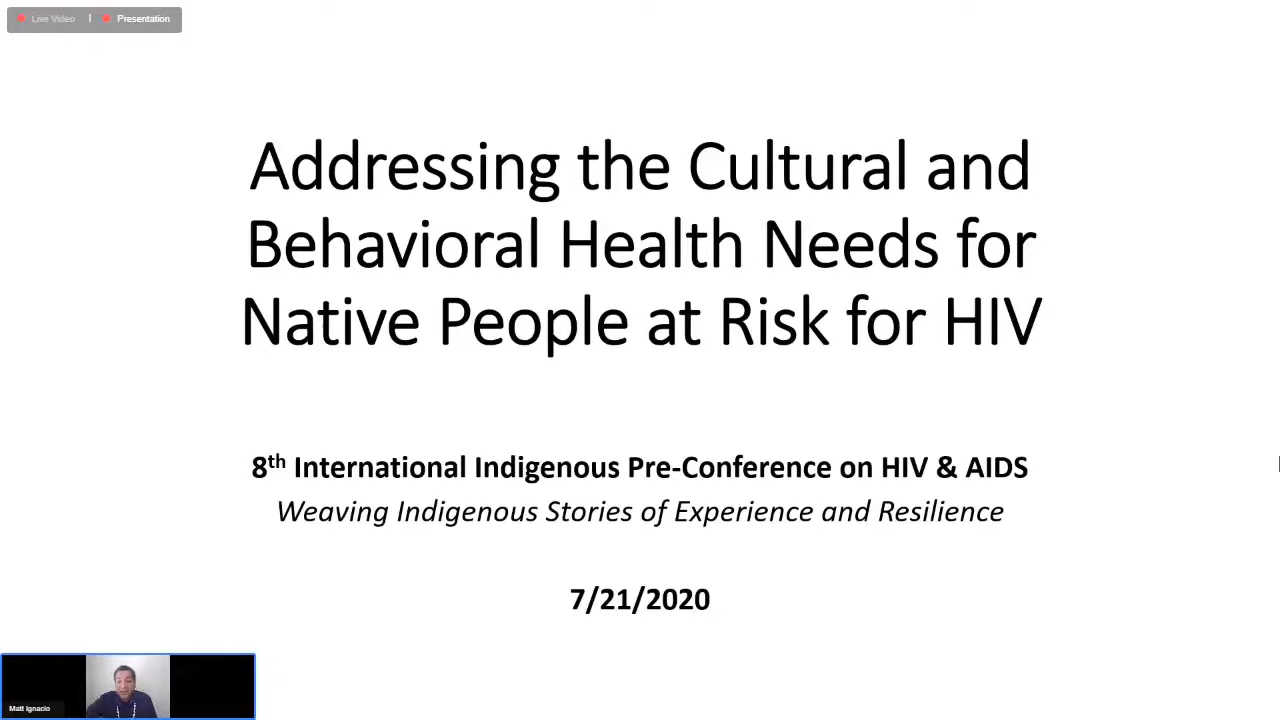 Live Video | Presentation
Addressing the Cultural and
Behavioral Health Needs for
Native People at Risk for HIV
8th International Indigenous Pre-Conference on HIV & AIDS
Weaving Indigenous Stories of Experience and Resilience
7/21/2020
Matt Ignacio